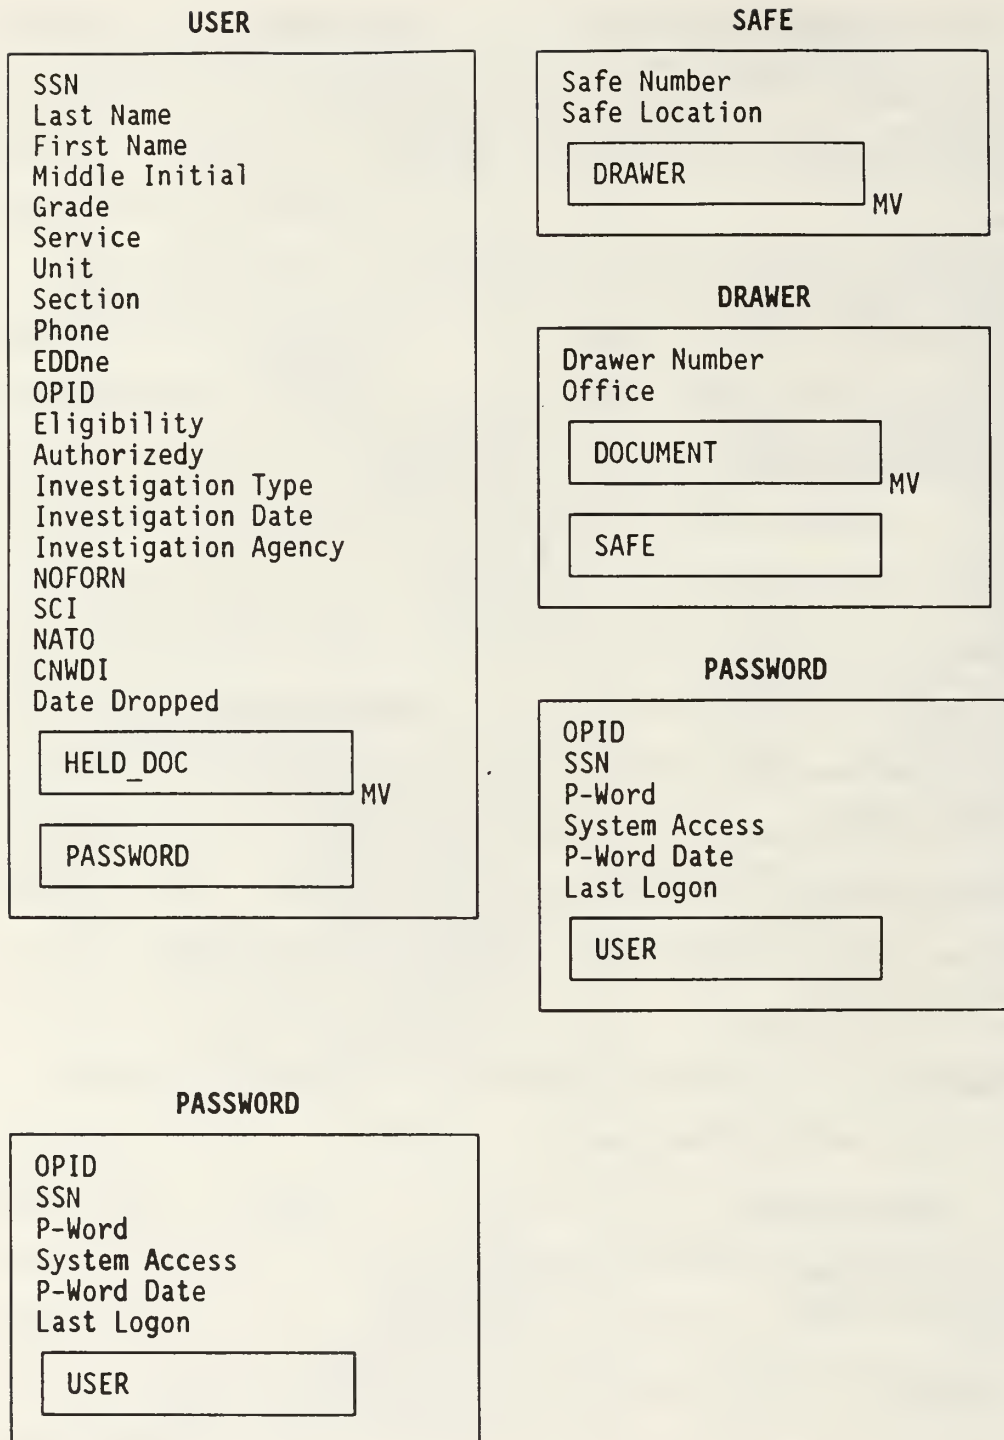 USER
SSN
Last Name
First Name
Middle Initial
Grade
Service
Unit
Section
Phone
EDDne
OPID
Eligibility
Authorizedy
Investigation Type
Investigation Date
Investigation Agency
NOFORN
SCI
NATO
CNWDI
Date Dropped
HELD_DOC
MV
PASSWORD
SAFE
Safe Number
Safe Location
DRAWER
MV
DRAWER
Drawer Number
Office
DOCUMENT
MV
SAFE
PASSWORD
OPID
SSN
P-Word
System Access
P-Word Date
Last Logon
USER
PASSWORD
OPID
SSN
P-Word
System Access
P-Word Date
Last Logon
USER